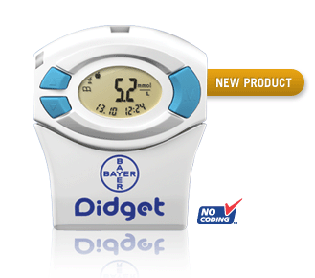 NEW PRODUCT
5.2 mmol
L
13.10 12:24
BAYER
BAYER
Didget
NO
CODING